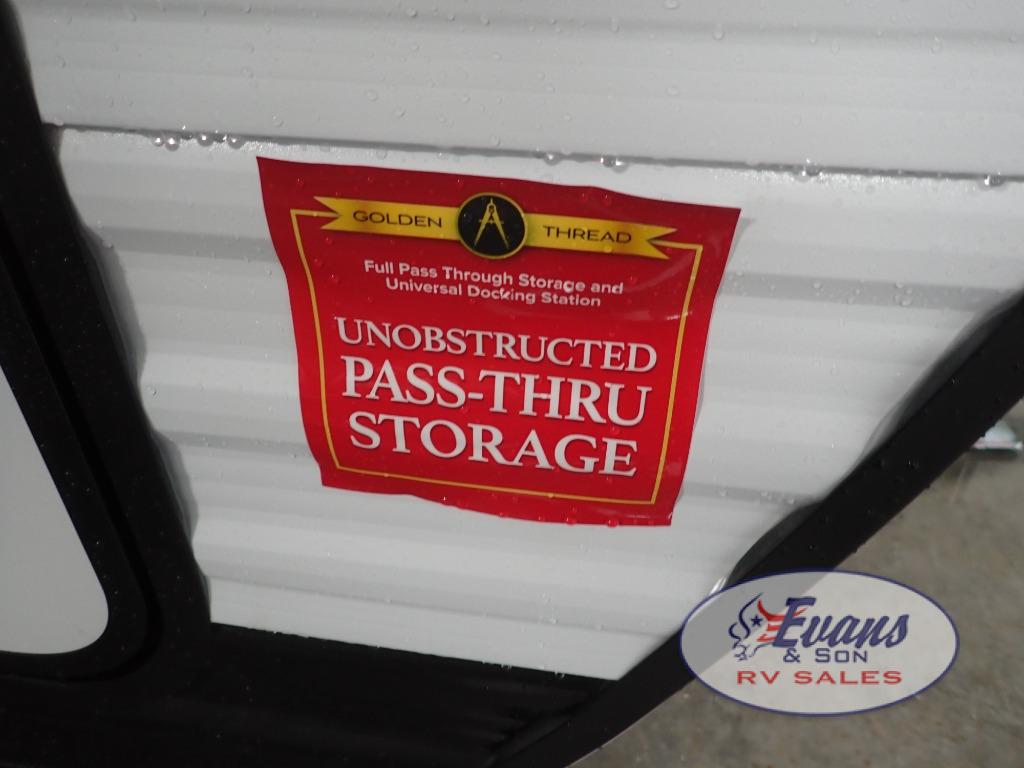 GOLDEN THREAD
Full Pass Through Storage and
Universal Docking Station
UNOBSTRUCTED
PASS-THRU
STORAGE
Evans
& SON
RV SALES